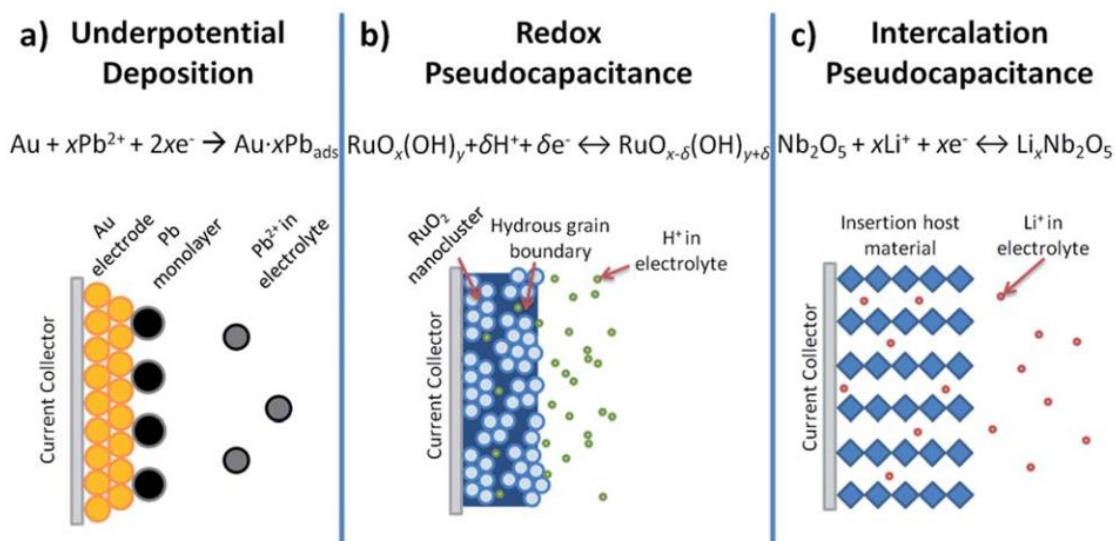 a) Underpotential
Deposition
Au + xPb²⁺ + 2xe⁻ → Au·xPb_ads
Au
electrode
Pb
monolayer
Pb²⁺ in
electrolyte
Current Collector
b) Redox
Pseudocapacitance
RuOₓ(OH)ᵧ + δH⁺ + δe⁻ ↔ RuOₓ₋δ(OH)ᵧ₊δ
RuO₂
nanocluster
Hydrous grain
boundary
H⁺ in
electrolyte
Current Collector
c) Intercalation
Pseudocapacitance
Nb₂O₅ + xLi⁺ + xe⁻ ↔ LiₓNb₂O₅
Insertion host
material
Li⁺ in
electrolyte
Current Collector